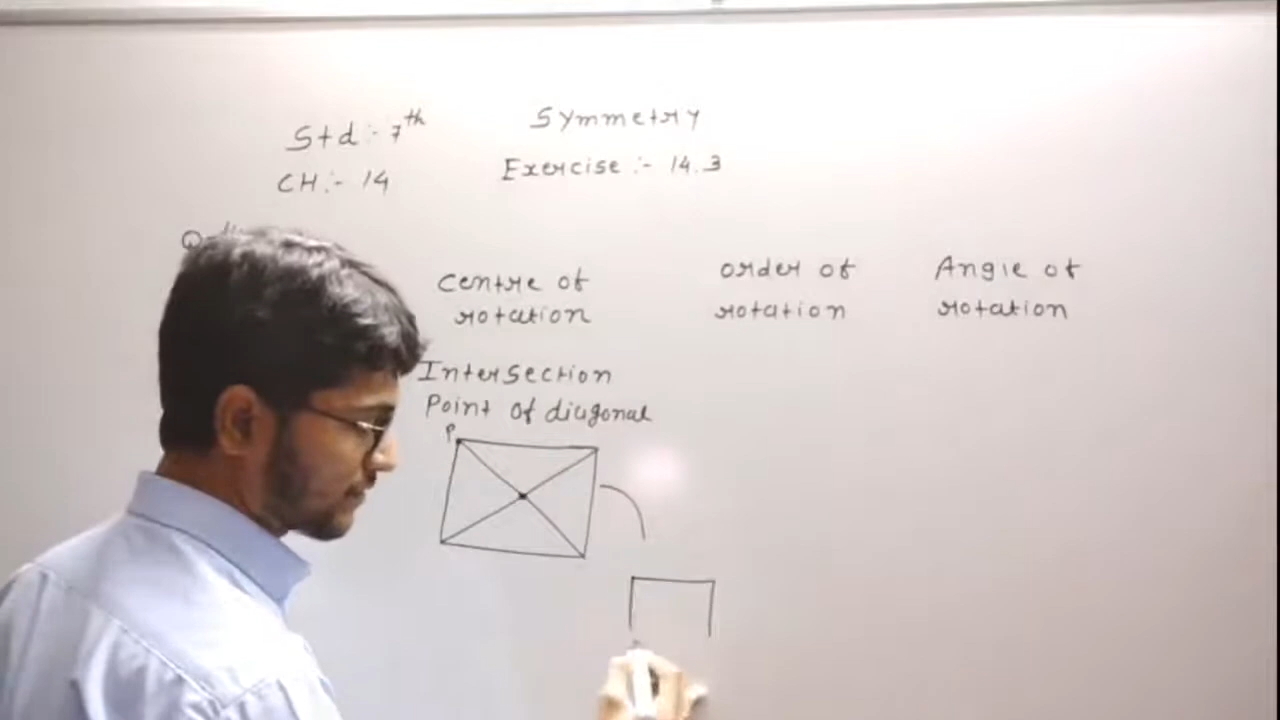 Std :- 7th
Symmetry
CH :- 14
Exercise :- 14.3
Centre of
rotation
order of
rotation
Angle of
rotation
Intersection
Point of diagonal
P